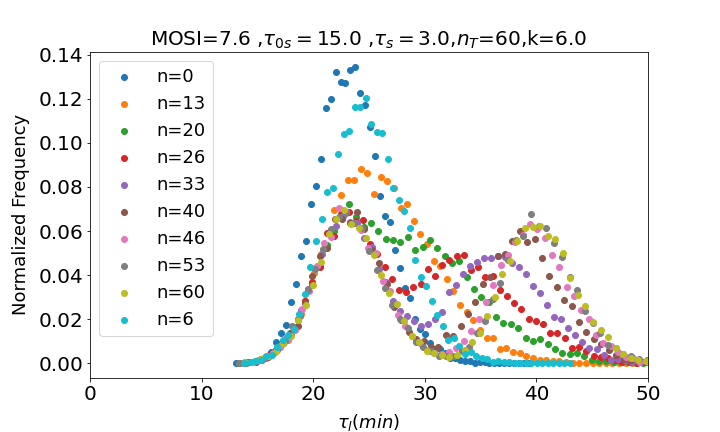 MOSI=7.6 ,τ0s = 15.0 ,τs = 3.0,nT=60,k=6.0
Normalized Frequency
0.14
0.12
0.10
0.08
0.06
0.04
0.02
0.00
n=0
n=13
n=20
n=26
n=33
n=40
n=46
n=53
n=60
n=6
0 10 20 30 40 50
τl(min)